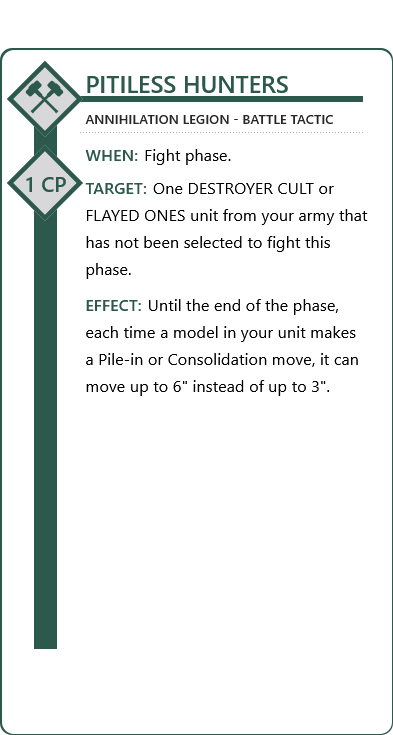 PITILESS HUNTERS
ANNIHILATION LEGION - BATTLE TACTIC
1 CP
WHEN: Fight phase.
TARGET: One DESTROYER CULT or
FLAYED ONES unit from your army that
has not been selected to fight this
phase.
EFFECT: Until the end of the phase,
each time a model in your unit makes
a Pile-in or Consolidation move, it can
move up to 6" instead of up to 3".